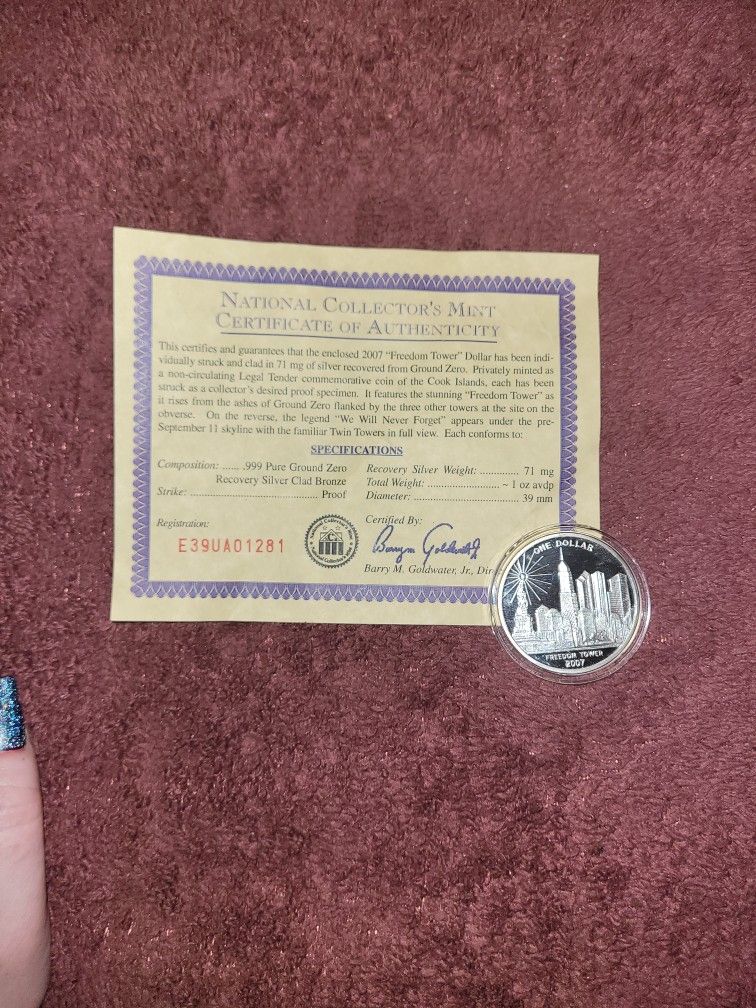 NATIONAL COLLECTOR'S MINT
CERTIFICATE OF AUTHENTICITY
This certifies and guarantees that the enclosed 2007 "Freedom Tower" Dollar has been indi-
vidually struck and clad in 71 mg of silver recovered from Ground Zero. Privately minted as
a non-circulating Legal Tender commemorative coin of the Cook Islands, each has been
struck as a collector's desired proof specimen. It features the stunning "Freedom Tower" as
it rises from the ashes of Ground Zero flanked by the three other towers at the site on the
obverse. On the reverse, the legend "We Will Never Forget" appears under the pre-
September 11 skyline with the familiar Twin Towers in full view. Each conforms to:
SPECIFICATIONS
Composition: ...... .999 Pure Ground Zero
Recovery Silver Clad Bronze
Strike: .......................................... Proof
Recovery Silver Weight: ............. 71 mg
Total Weight: ......................... ~ 1 oz avdp
Diameter: ................................... 39 mm
Registration:
E39UA01281
Certified By:
Barry M. Goldwater Jr
Barry M. Goldwater, Jr., Dir
ONE DOLLAR
FREEDOM TOWER
2007